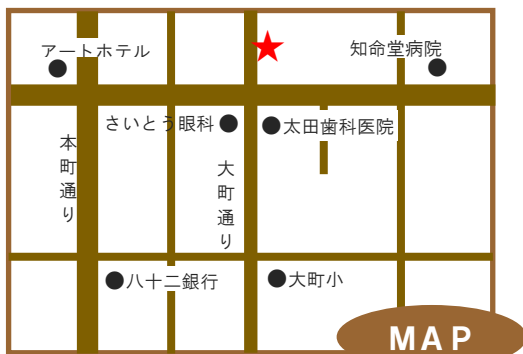 アートホテル
知命堂病院
さいとう眼科
太田歯科医院
本町通り
大町通り
八十二銀行
大町小
MAP